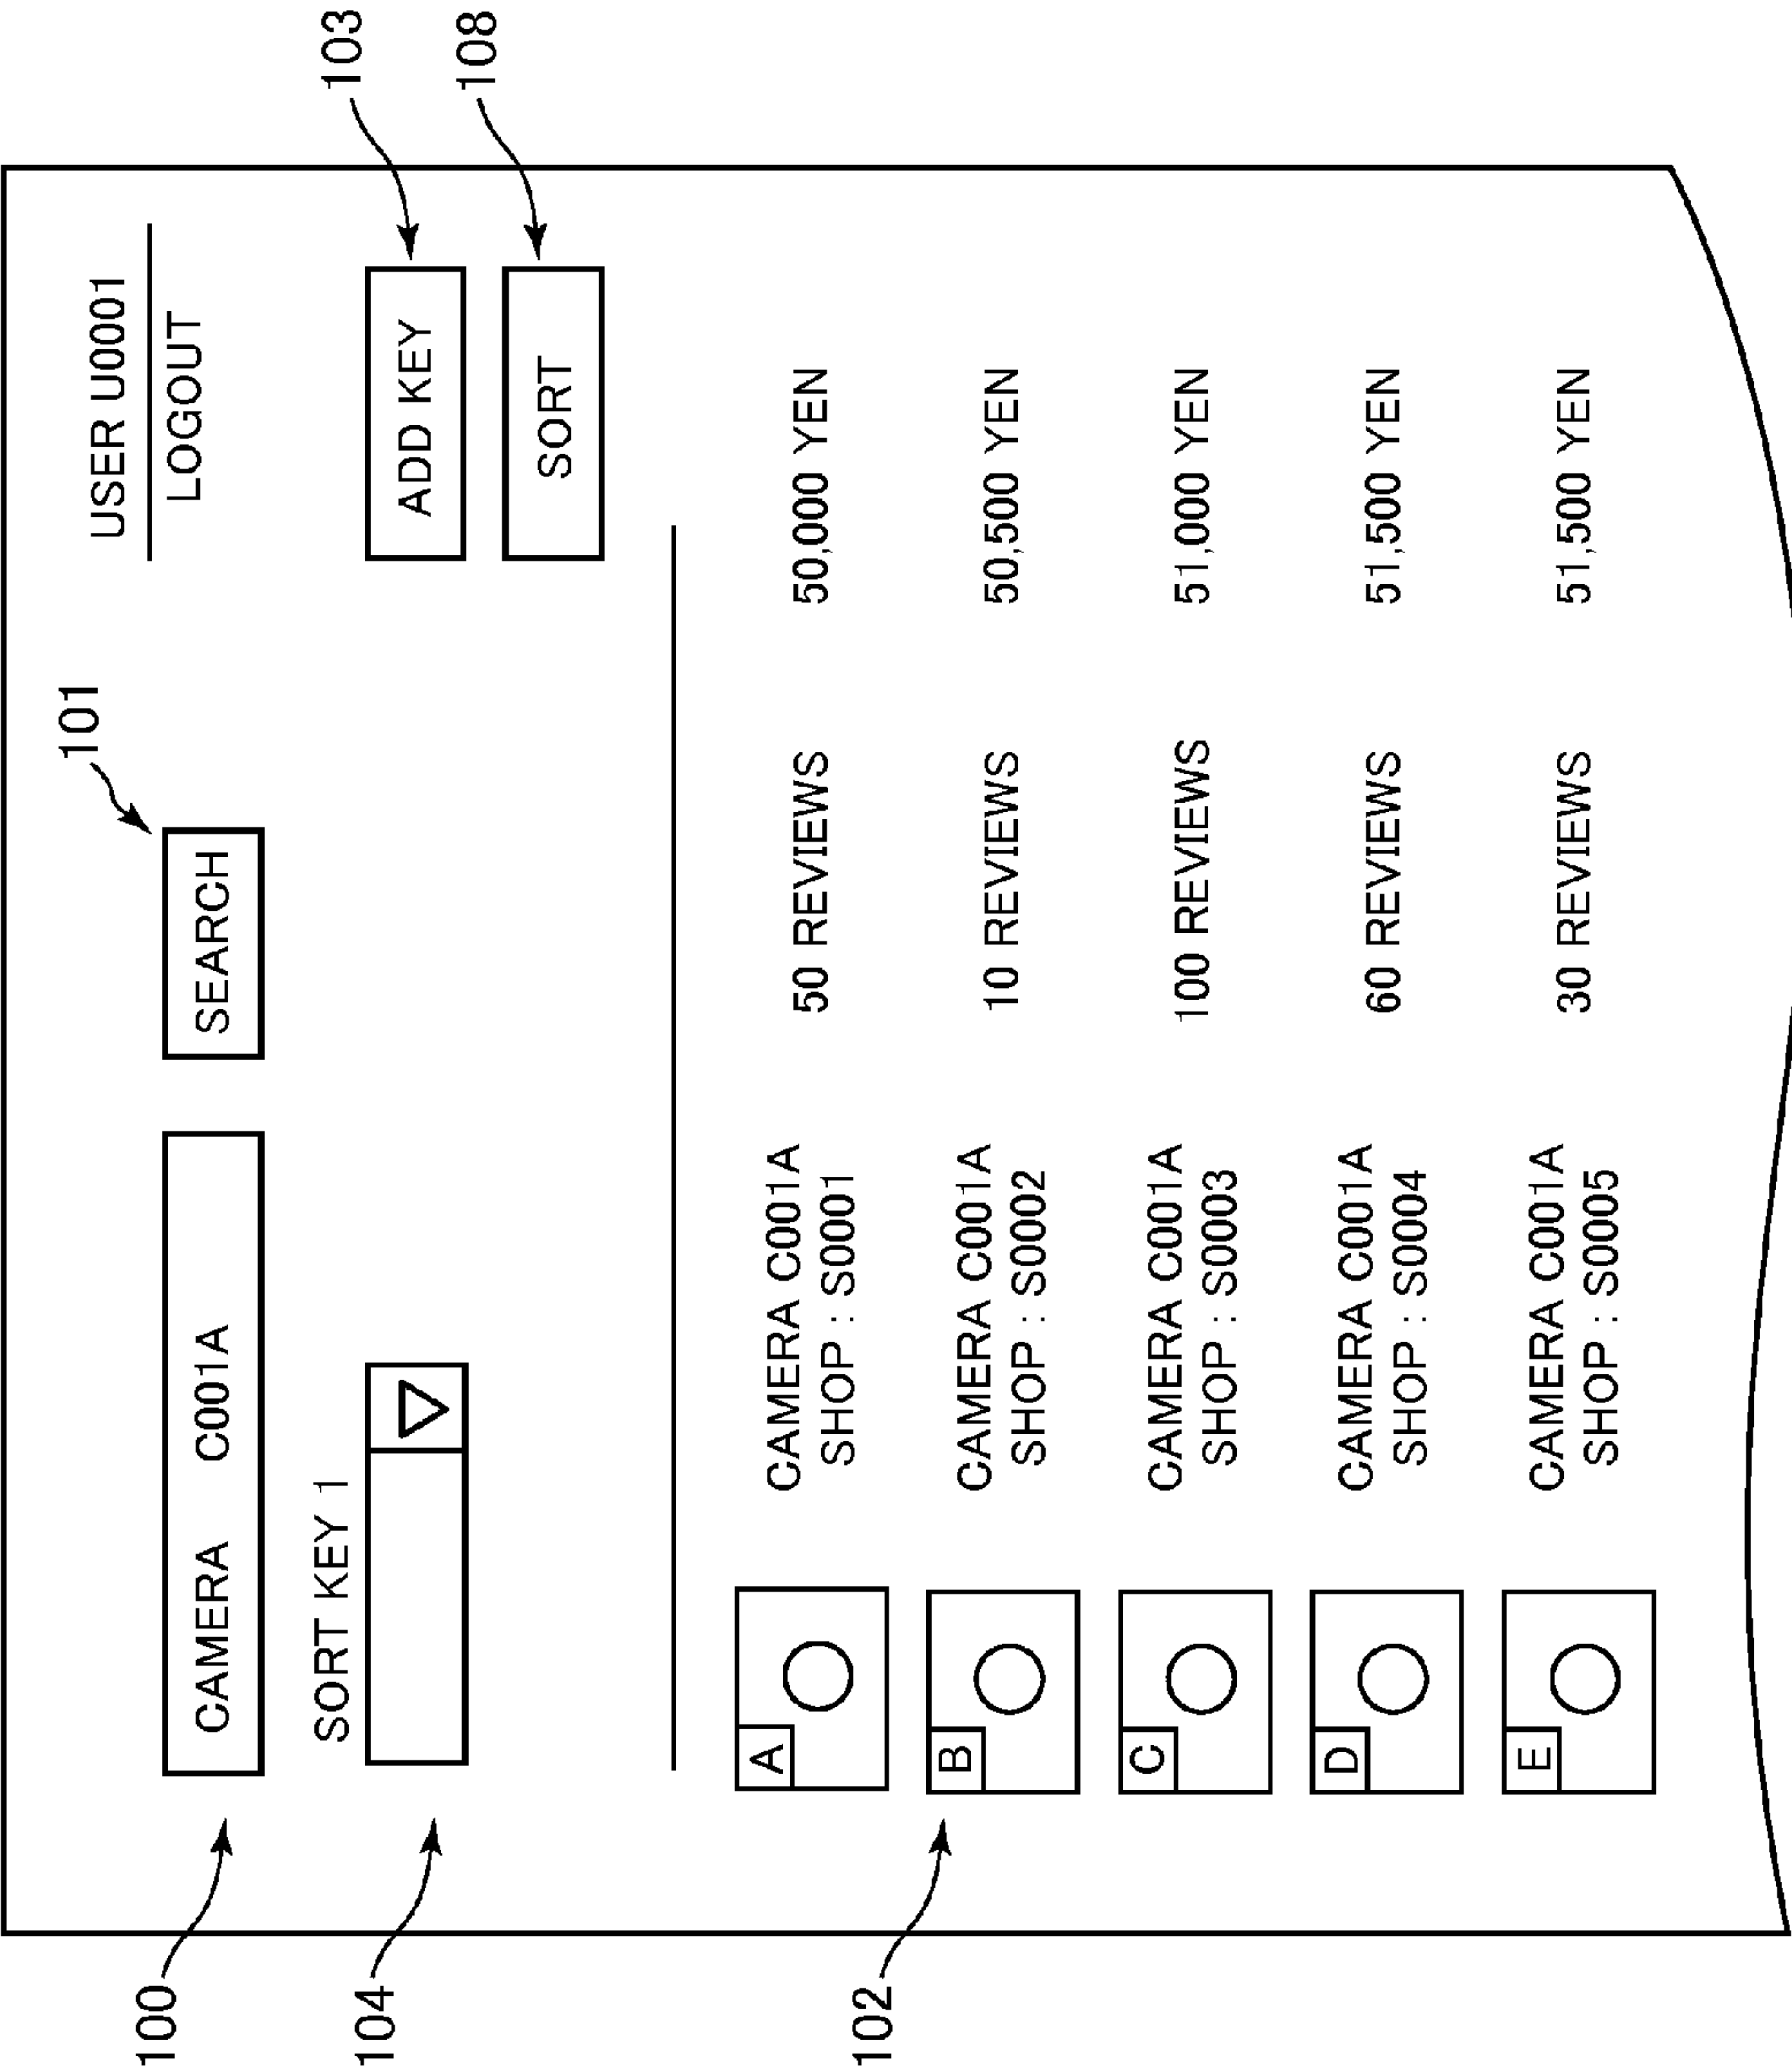 101
USER U0001
LOGOUT
100
CAMERA C001A
SEARCH
103
SORT KEY 1
104
ADD KEY
108
SORT
102
A
CAMERA C001A
SHOP : S0001
50 REVIEWS
50,000 YEN
B
CAMERA C001A
SHOP : S0002
10 REVIEWS
50,500 YEN
C
CAMERA C001A
SHOP : S0003
100 REVIEWS
51,000 YEN
D
CAMERA C001A
SHOP : S0004
60 REVIEWS
51,500 YEN
E
CAMERA C001A
SHOP : S0005
30 REVIEWS
51,500 YEN